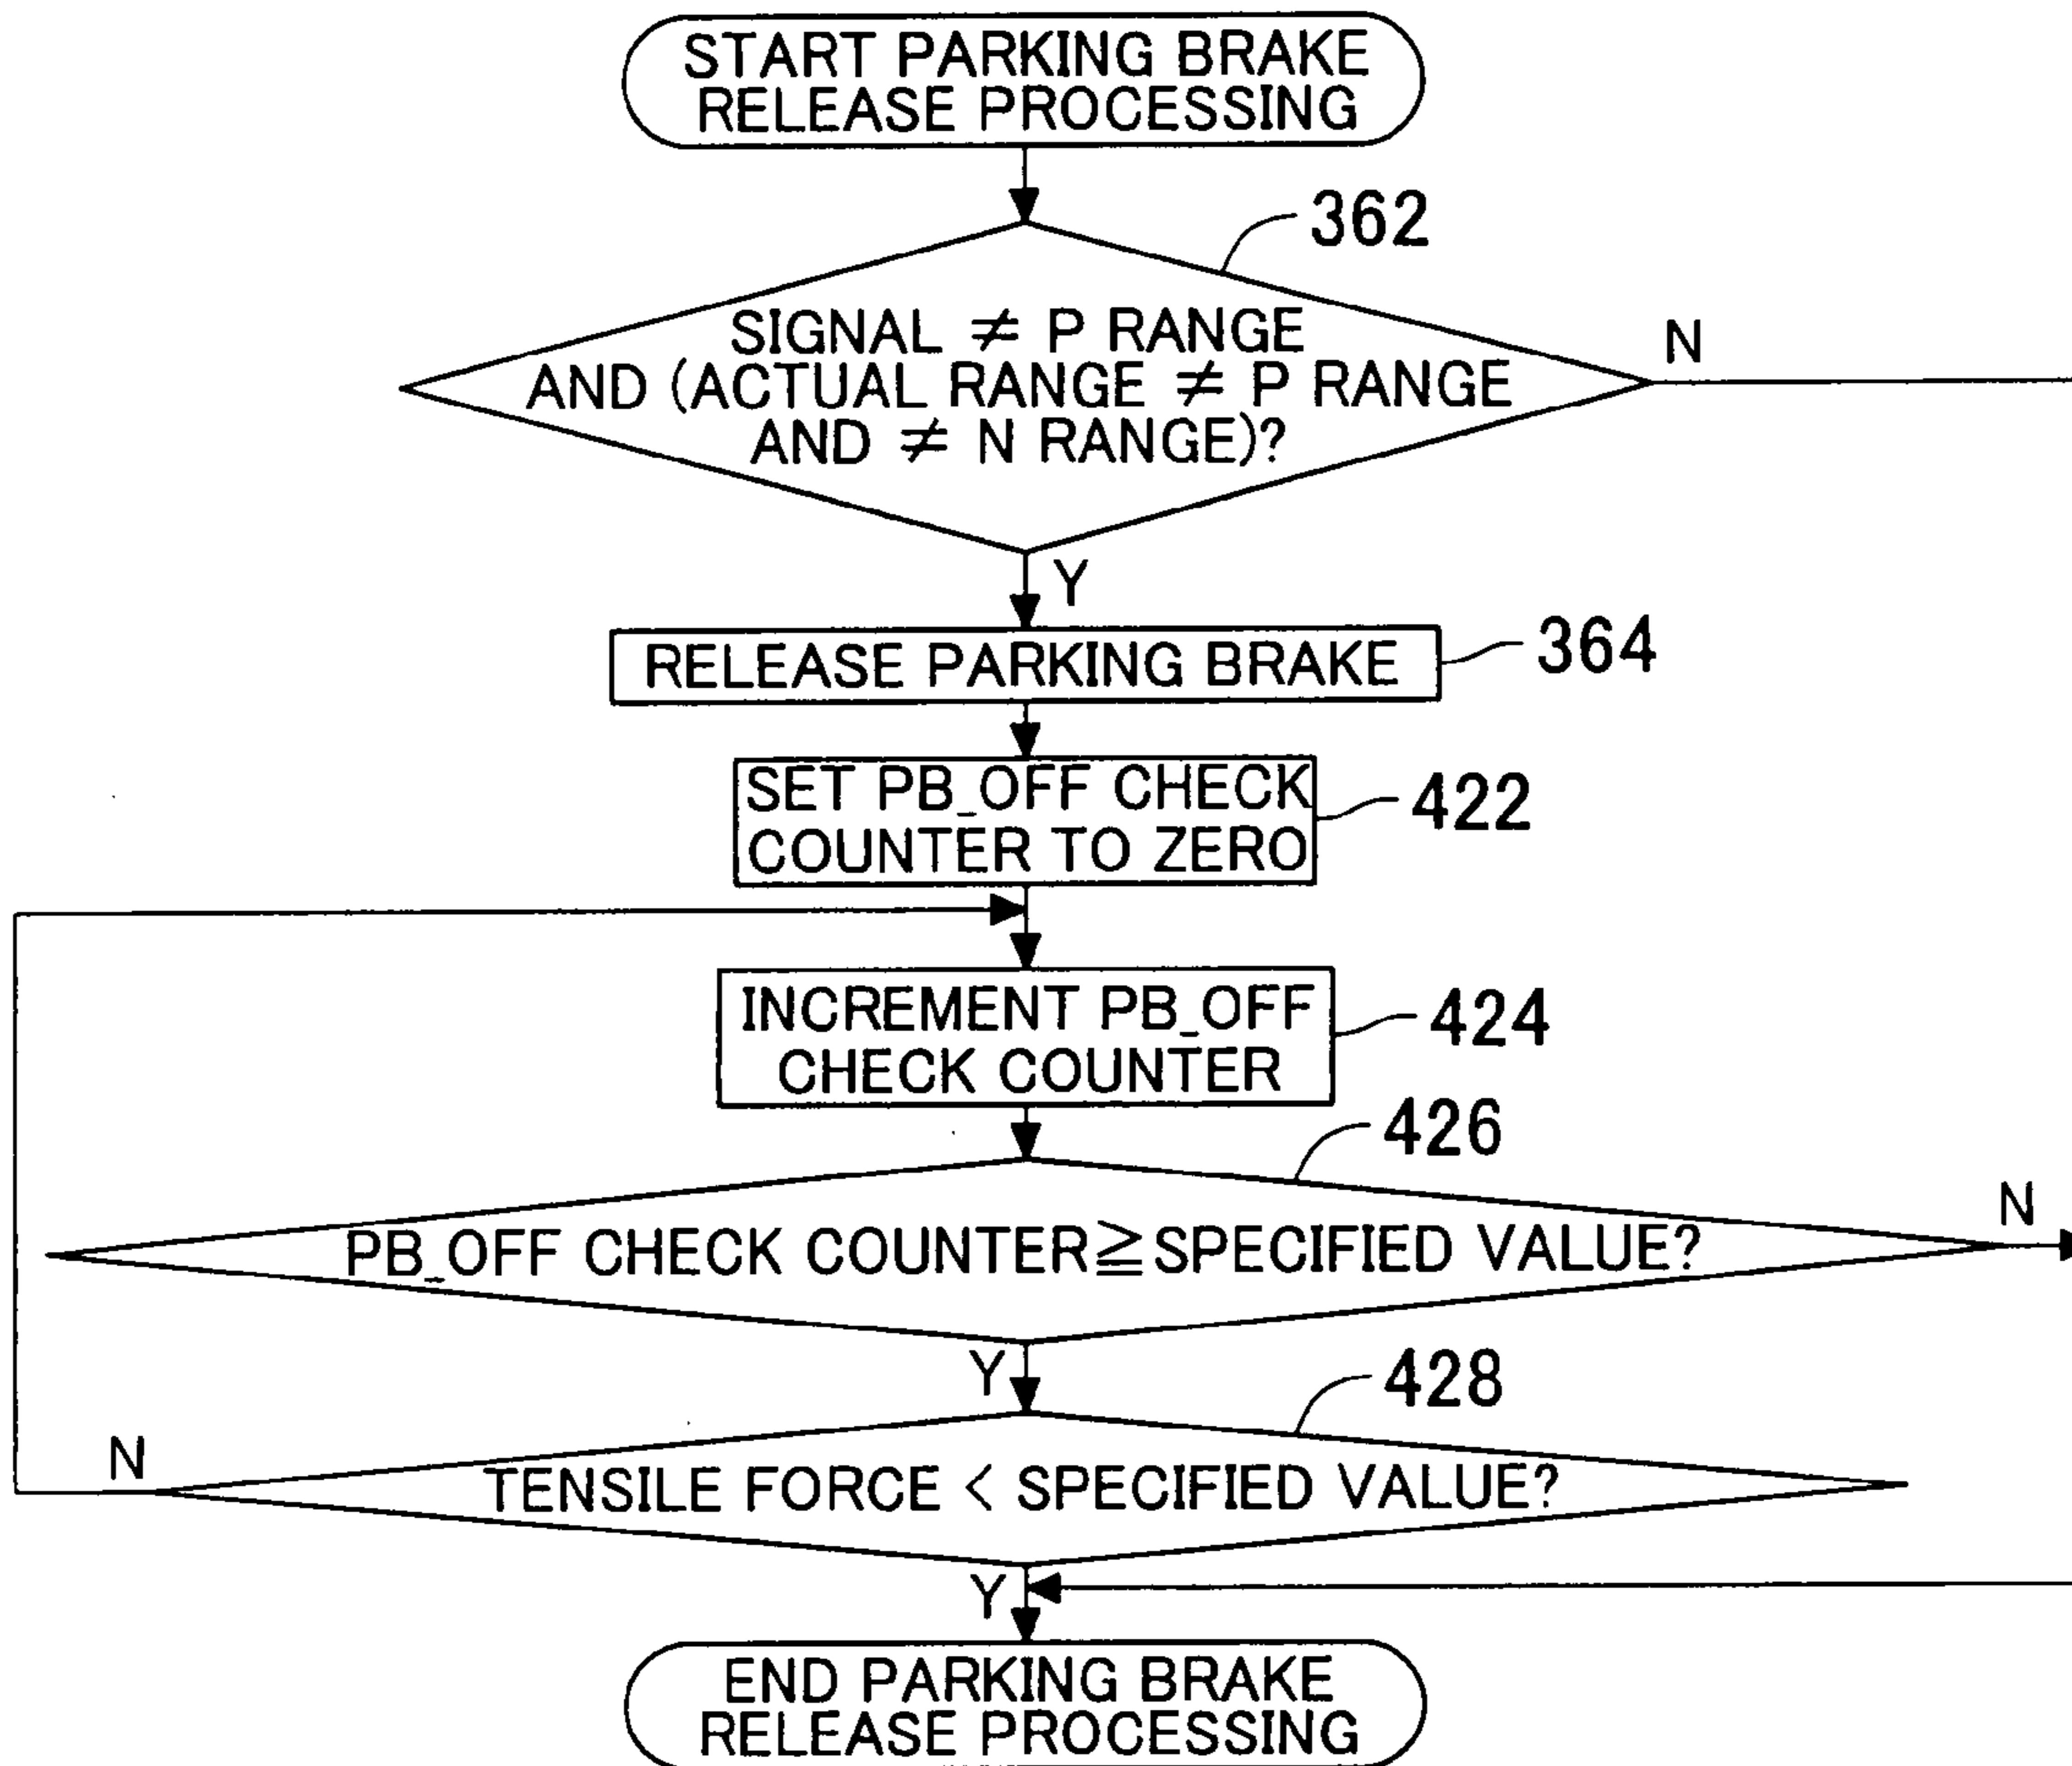 START PARKING BRAKE
RELEASE PROCESSING
362
SIGNAL ≠ P RANGE
AND (ACTUAL RANGE ≠ P RANGE
AND ≠ N RANGE)?
N
Y
RELEASE PARKING BRAKE
364
SET PB_OFF CHECK
COUNTER TO ZERO
422
INCREMENT PB_OFF
CHECK COUNTER
424
426
PB_OFF CHECK COUNTER≧SPECIFIED VALUE?
N
Y
428
N
TENSILE FORCE < SPECIFIED VALUE?
Y
END PARKING BRAKE
RELEASE PROCESSING